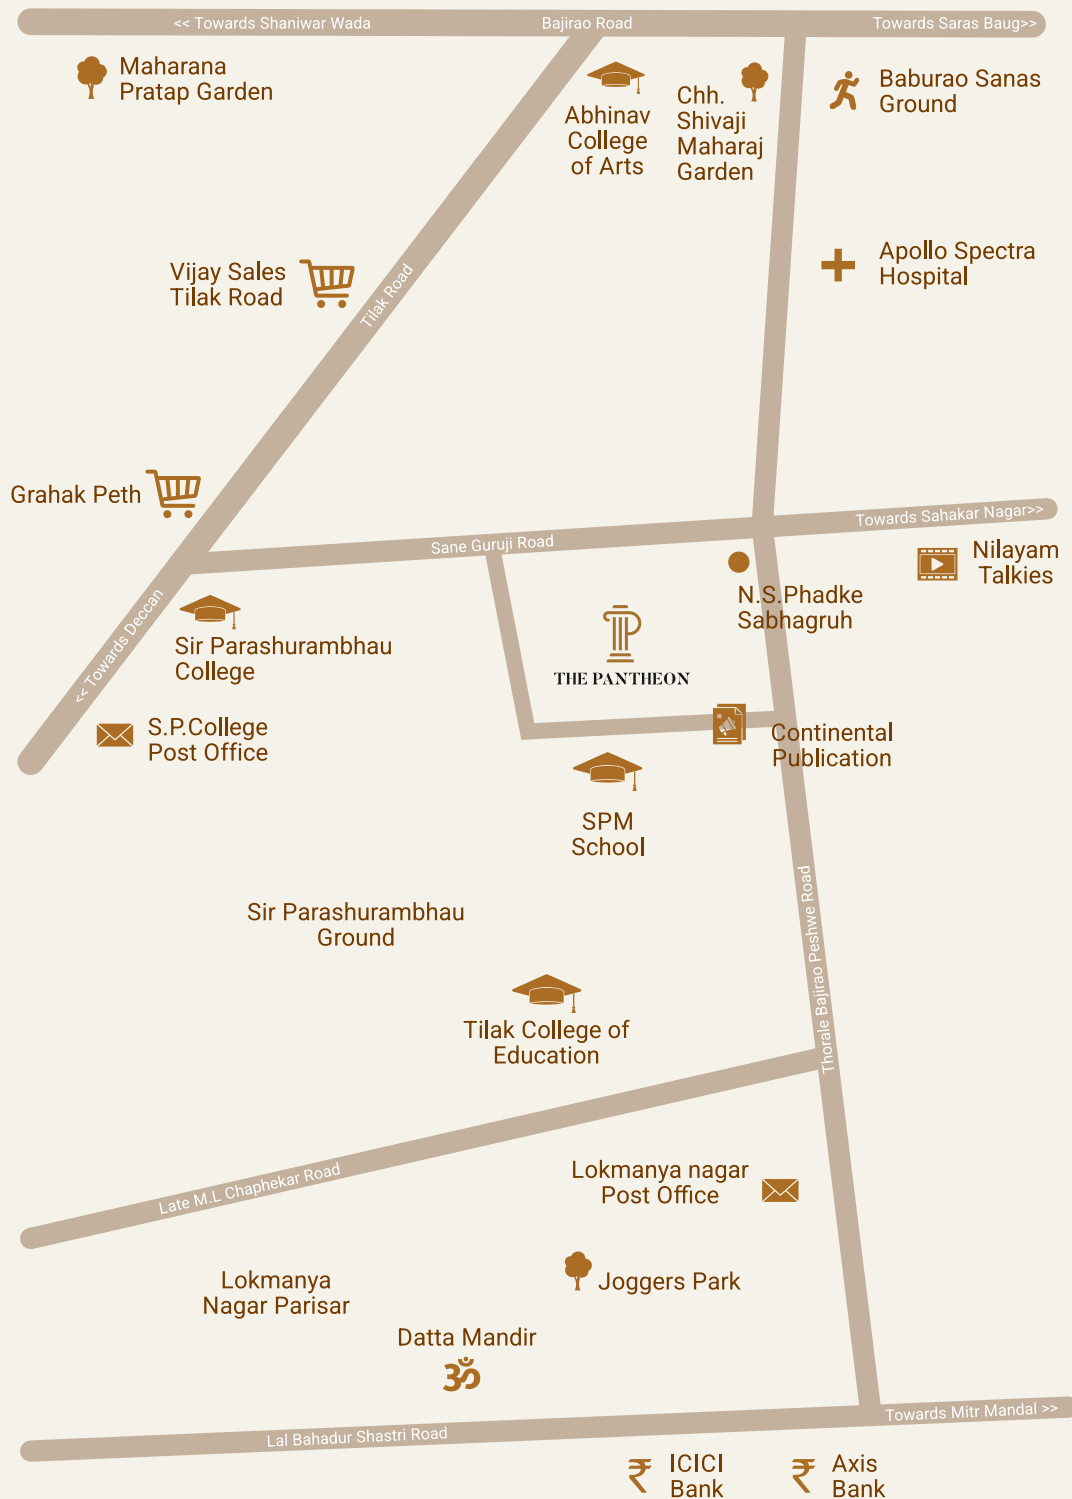 << Towards Shaniwar Wada
Bajirao Road
Towards Saras Baug>>
Maharana
Pratap Garden
Abhinav
College
of Arts
Chh.
Shivaji
Maharaj
Garden
Baburao Sanas
Ground
Vijay Sales
Tilak Road
Tilak Road
Apollo Spectra
Hospital
Grahak Peth
Sane Guruji Road
Towards Sahakar Nagar>>
Nilayam
Talkies
N.S.Phadke
Sabhagruh
<< Towards Deccan
Sir Parashurambhau
College
THE PANTHEON
S.P.College
Post Office
Continental
Publication
SPM
School
Sir Parashurambhau
Ground
Thorale Bajirao Peshwe Road
Tilak College of
Education
Late M.L Chaphekar Road
Lokmanya nagar
Post Office
Lokmanya
Nagar Parisar
Joggers Park
Datta Mandir
ॐ
Lal Bahadur Shastri Road
Towards Mitr Mandal >>
₹ ICICI
Bank
₹ Axis
Bank